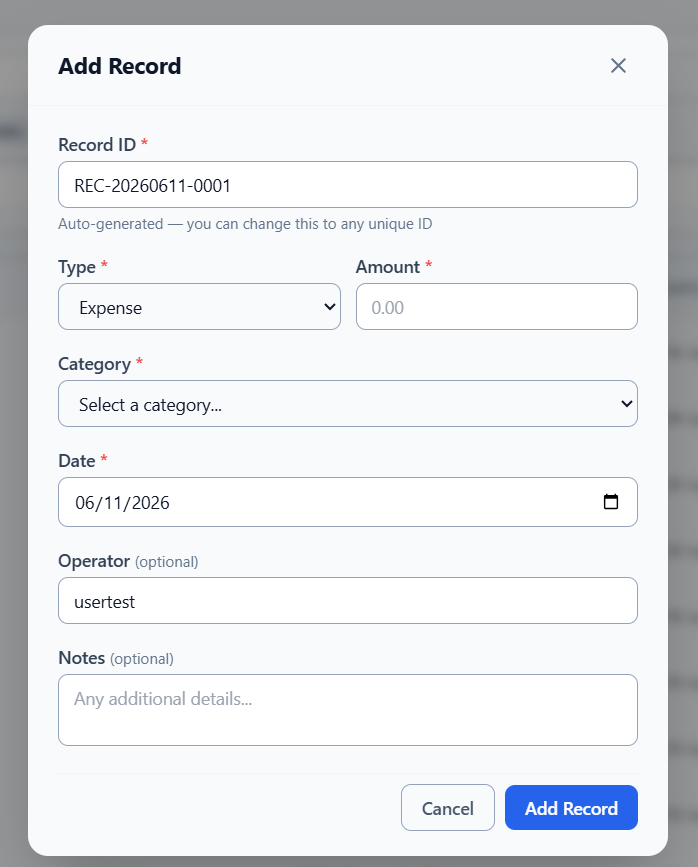 Add Record
Record ID *
REC-20260611-0001
Auto-generated — you can change this to any unique ID
Type *
Amount *
Expense
0.00
Category *
Select a category...
Date *
06/11/2026
Operator (optional)
usertest
Notes (optional)
Any additional details...
Cancel
Add Record